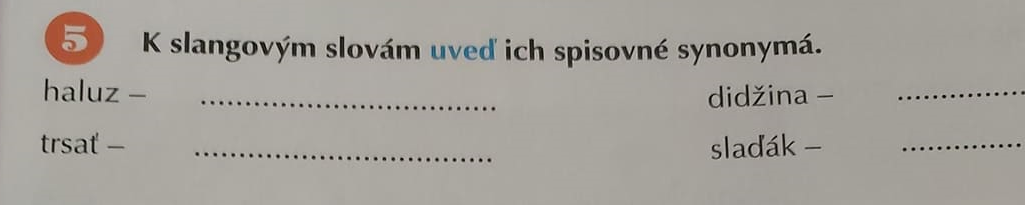 5 K slangovým slovám uveď ich spisovné synonymá.
haluz – ................................. didžina – ...............
trsať – ................................. slaďák – ..............